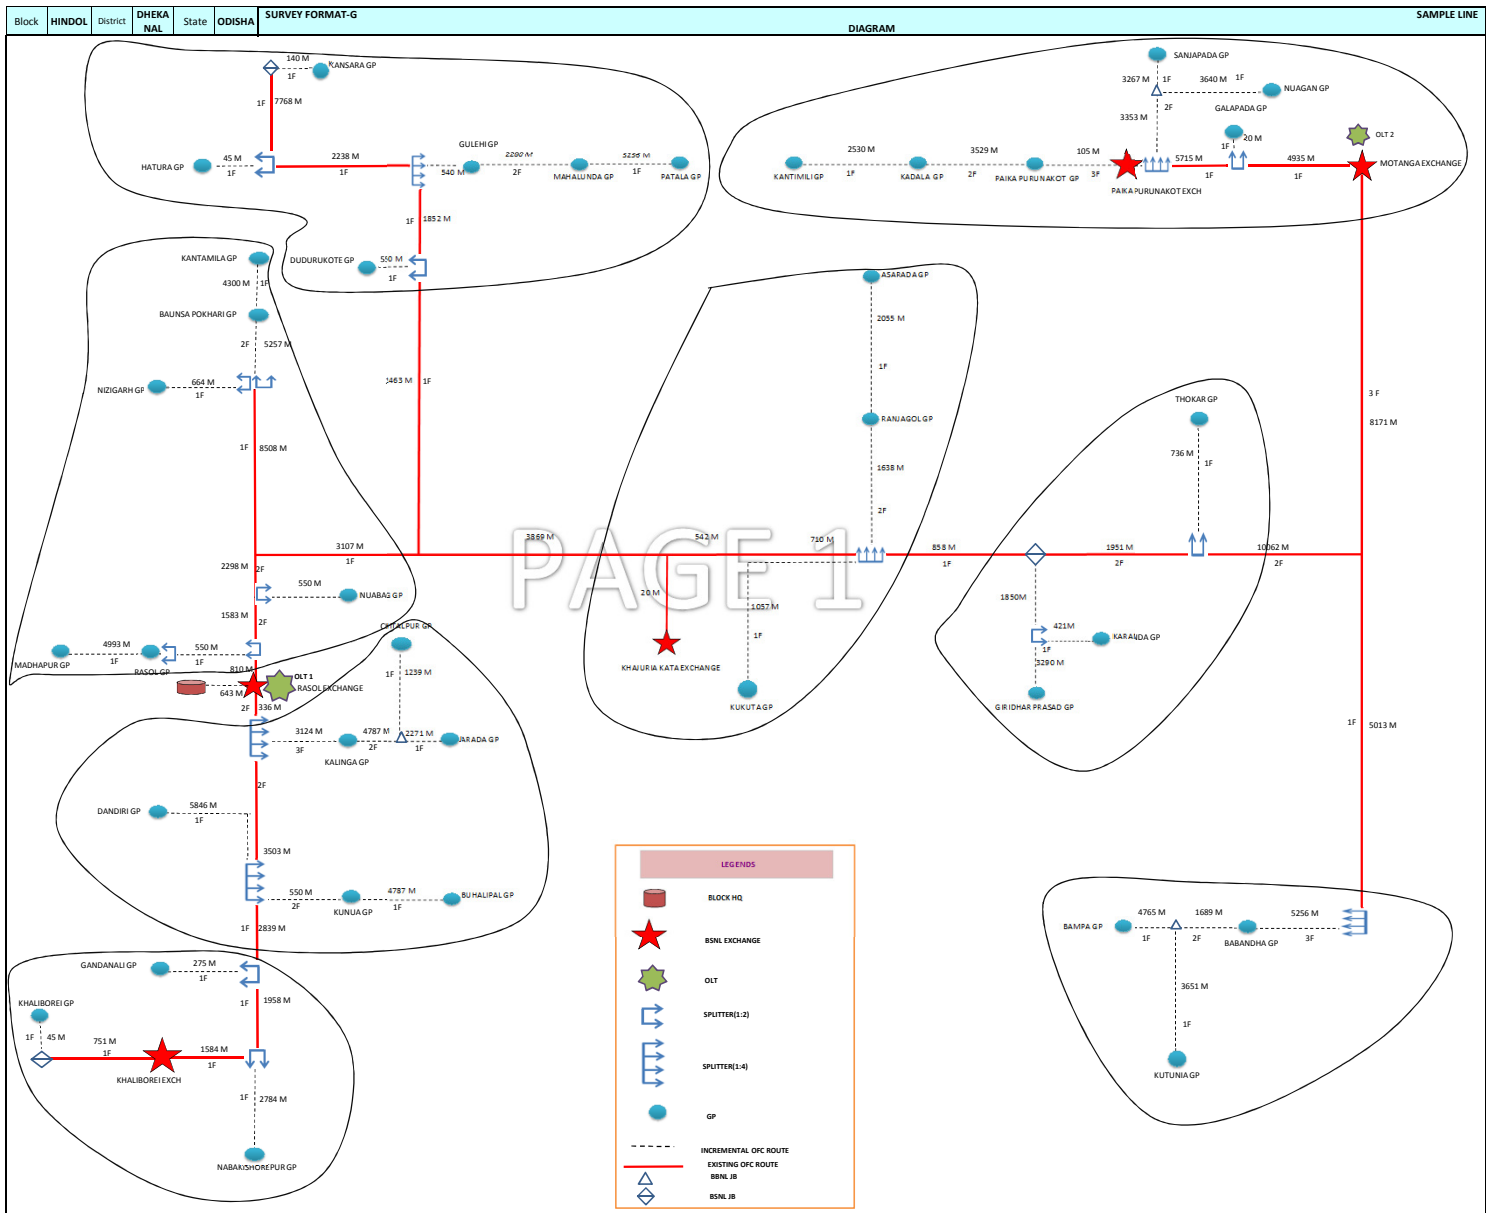 Block HINDOL District DHEKA NAL State ODISHA SURVEY FORMAT-G SAMPLE LINE
DIAGRAM
140 M
KANSARA GP
1F
1F 7768 M
HATURA GP 45 M
1F
2238 M
1F
GULEHI GP
540 M
2F
MAHALUNDA GP
1F
PATALA GP
1F 1852 M
DUDURUKOTE GP 550 M
1F
1F
SANJAPADA GP
3267 M 1F 3640 M 1F
NUAGAN GP
2F
3353 M
GALAPADA GP
20 M
1F
OLT 2
MOTANGA EXCHANGE
KANTIMILI GP 2530 M
1F
KADALA GP 3529 M
2F
PAIKA PURUNAKOT GP 105 M
3F
PAIKA PURUNAKOT EXCH
5715 M
1F
4935 M
1F
KANTAMILA GP
4300 M 1F
BAUNSA POKHARI GP
2F 5257 M
NIZIGARH GP 664 M
1F
1F 8508 M
3107 M
1F
2298 M 2F
550 M
1F
NUABAG GP
1583 M 2F
MADHAPUR GP 4993 M
1F
RASOL GP 550 M
1F
810 M
OLT 1
RASOL EXCHANGE
643 M
2F 336 M
3869 M
542 M
710 M
20 M
KHAJURIA KATA EXCHANGE
1057 M
1F
KUKUTA GP
ASARADA GP
2055 M
1F
RANJAGOL GP
1638 M
2F
858 M
1F
1951 M
2F
10062 M
2F
THOKAR GP
736 M 1F
1850M
421M
1F
KARANDA GP
3290 M
GIRIDHAR PRASAD GP
3 F
8171 M
1F 5013 M
PAGE 1
CHITALPUR GP
1F 1239 M
3124 M
3F
KALINGA GP
4787 M
2F
2271 M
1F
JARADA GP
2F
DANDIRI GP 5846 M
1F
3503 M
550 M
2F
KUNUA GP
4787 M
1F
BUHALIPAL GP
1F 2839 M
GANDANALI GP 275 M
1F
1F 1958 M
KHALIBOREI GP
1F 45 M
751 M
1F
KHALIBOREI EXCH
1584 M
1F
1F 2784 M
NABAKISHOREPUR GP
BAMPA GP 4765 M
1F
1689 M
2F
BABANDHA GP
5256 M
3F
3651 M
1F
KUTUNIA GP
LEGENDS
BLOCK HQ
BSNL EXCHANGE
OLT
SPLITTER(1:2)
SPLITTER(1:4)
GP
INCREMENTAL OFC ROUTE
EXISTING OFC ROUTE
BBNL JB
BSNL JB